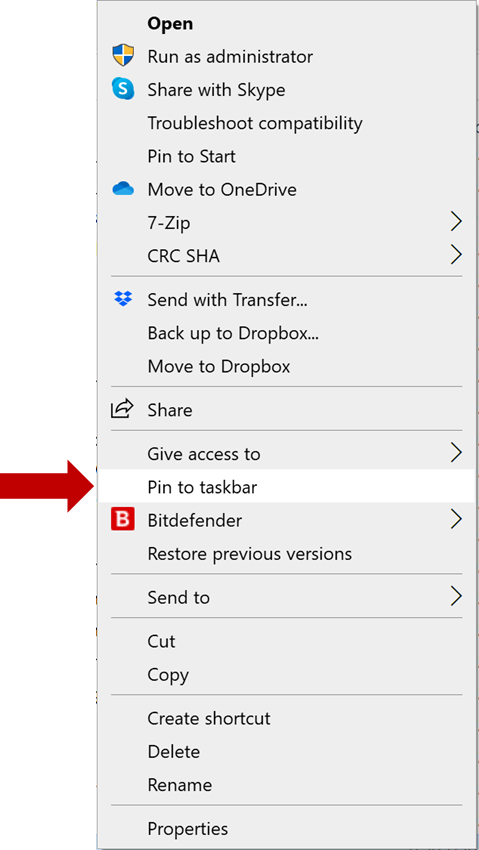 Open
Run as administrator
Share with Skype
Troubleshoot compatibility
Pin to Start
Move to OneDrive
7-Zip
CRC SHA
Send with Transfer...
Back up to Dropbox...
Move to Dropbox
Share
Give access to
Pin to taskbar
B Bitdefender
Restore previous versions
Send to
Cut
Copy
Create shortcut
Delete
Rename
Properties